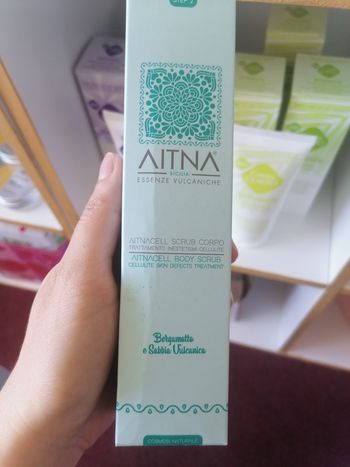 STEP 2
AITNA®
SICILIA
ESSENZE VULCANICHE
AITNACELL SCRUB CORPO
TRATTAMENTO INESTETISMI CELLULITE
AITNACELL BODY SCRUB
CELLULITE SKIN DEFECTS TREATMENT
Bergamotto
e Sabbia Vulcanica
COSMESI NATURALE